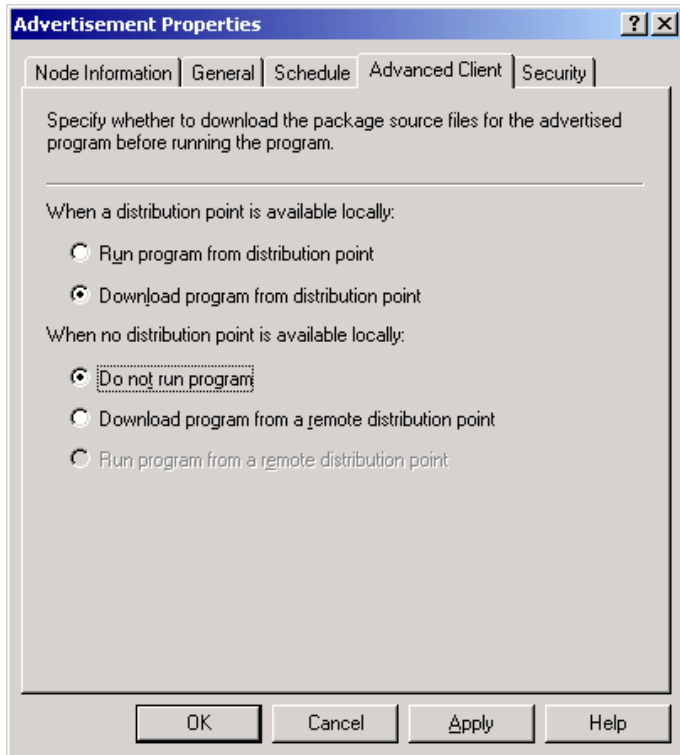 Advertisement Properties
Node Information General Schedule Advanced Client Security
Specify whether to download the package source files for the advertised
program before running the program.
When a distribution point is available locally:
Run program from distribution point
Download program from distribution point
When no distribution point is available locally:
Do not run program
Download program from a remote distribution point
Run program from a remote distribution point
OK Cancel Apply Help